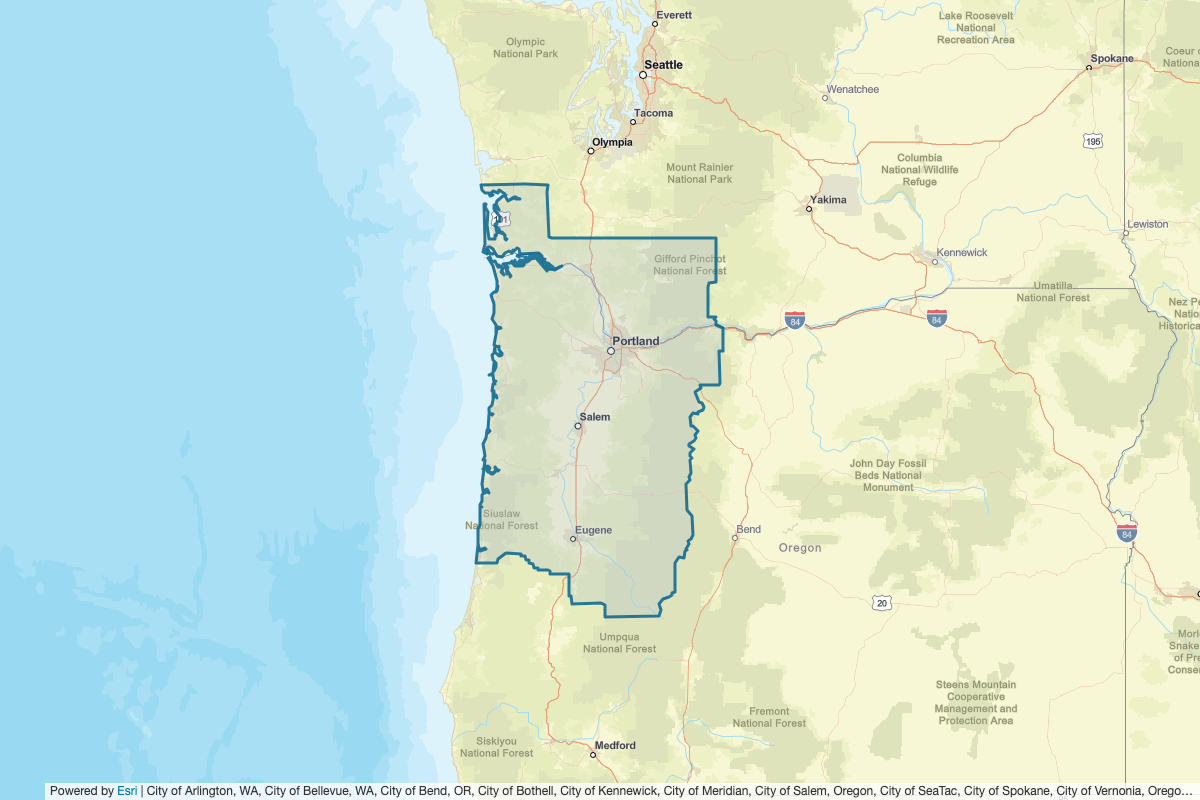 Everett
Lake Roosevelt
National
Recreation Area
Olympic
National Park
Seattle
Spokane
Coeur
Nationa
Wenatchee
Tacoma
Olympia
195
Mount Rainier
National Park
Columbia
National Wildlife
Refuge
Yakima
101
Lewiston
Kennewick
Gifford Pinchot
National Forest
Umatilla
National Forest
Nez Pe
Natio
Historica
84
84
Portland
Salem
John Day Fossil
Beds National
Monument
Siuslaw
National Forest
Eugene
Bend
Oregon
84
20
Umpqua
National Forest
Morl
Snake
of Pre
Conser
Steens Mountain
Cooperative
Management and
Protection Area
Fremont
National Forest
Siskiyou
National Forest
Medford
Powered by Esri | City of Arlington, WA, City of Bellevue, WA, City of Bend, OR, City of Bothell, City of Kennewick, City of Meridian, City of Salem, Oregon, City of SeaTac, City of Spokane, City of Vernonia, Orego…